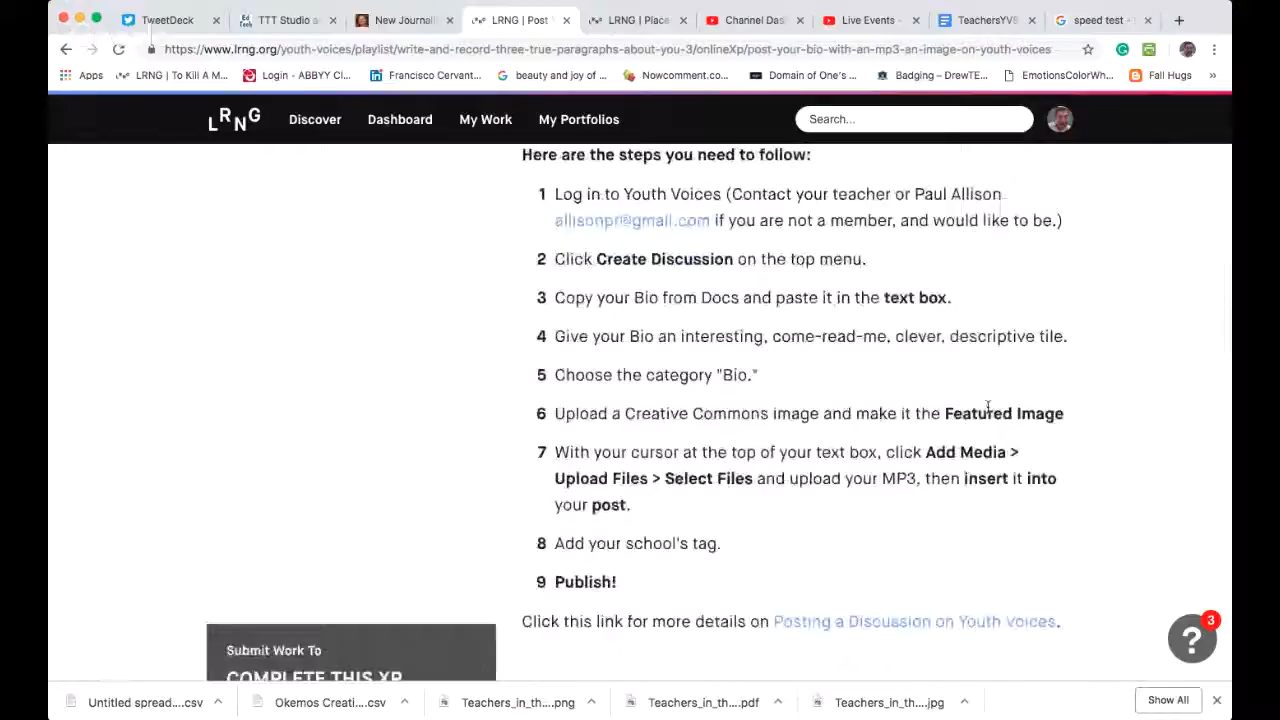 TweetDeck
TTT Studio a
New Journali
LRNG | Post
LRNG | Place
Channel Das
Live Events -
TeachersYV
speed test -
https://www.lrng.org/youth-voices/playlist/write-and-record-three-true-paragraphs-about-you-3/onlineXp/post-your-bio-with-an-mp3-an-image-on-youth-voices
Apps
LRNG | To Kill A M...
Login - ABBYY Cl...
Francisco Cervant...
beauty and joy of ...
Nowcomment.co...
Domain of One's ...
Badging – DrewTE...
EmotionsColorWh...
Fall Hugs
»
LRNG
Discover
Dashboard
My Work
My Portfolios
Search...
Here are the steps you need to follow:
1 Log in to Youth Voices (Contact your teacher or Paul Allison
allisonpr@gmail.com if you are not a member, and would like to be.)
2 Click Create Discussion on the top menu.
3 Copy your Bio from Docs and paste it in the text box.
4 Give your Bio an interesting, come-read-me, clever, descriptive tile.
5 Choose the category "Bio."
6 Upload a Creative Commons image and make it the Featured Image
7 With your cursor at the top of your text box, click Add Media >
Upload Files > Select Files and upload your MP3, then insert it into
your post.
8 Add your school's tag.
9 Publish!
Click this link for more details on Posting a Discussion on Youth Voices.
Submit Work To
COMPLETE THIS XP
?
3
Untitled spread....csv
Okemos Creati....csv
Teachers_in_th....png
Teachers_in_th....pdf
Teachers_in_th....jpg
Show All